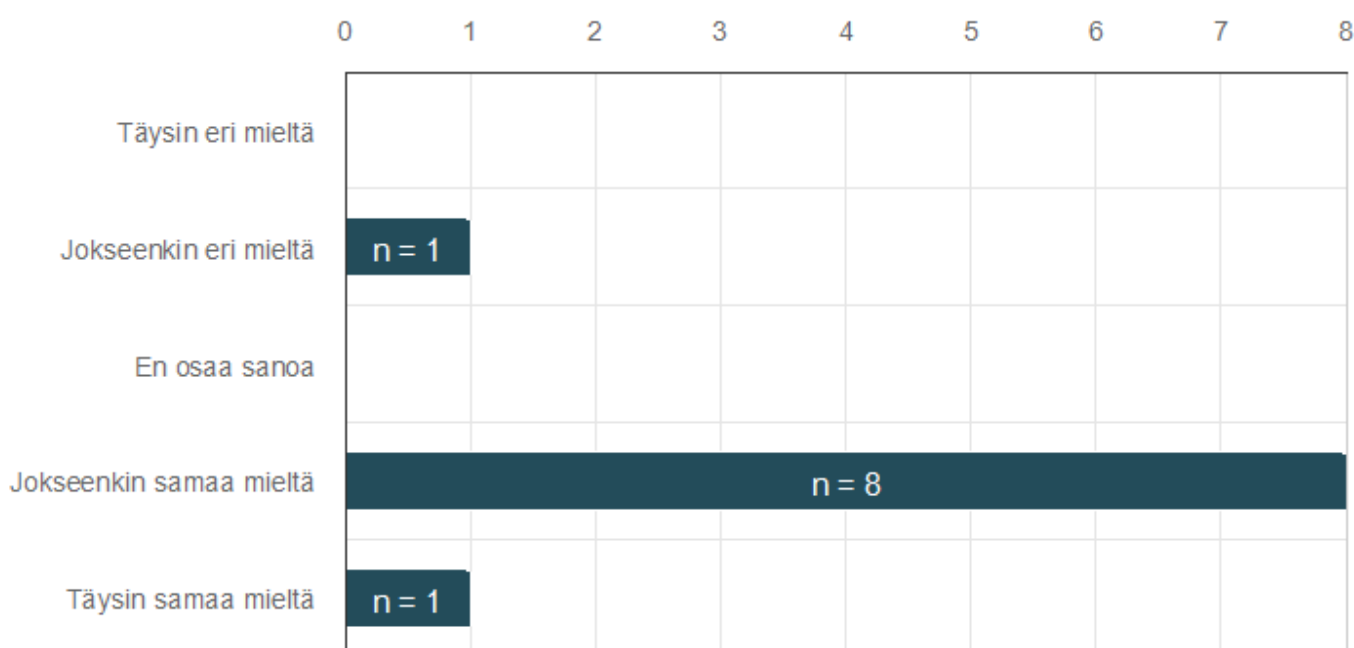 0 1 2 3 4 5 6 7 8
Täysin eri mieltä
Jokseenkin eri mieltä n = 1
En osaa sanoa
Jokseenkin samaa mieltä n = 8
Täysin samaa mieltä n = 1